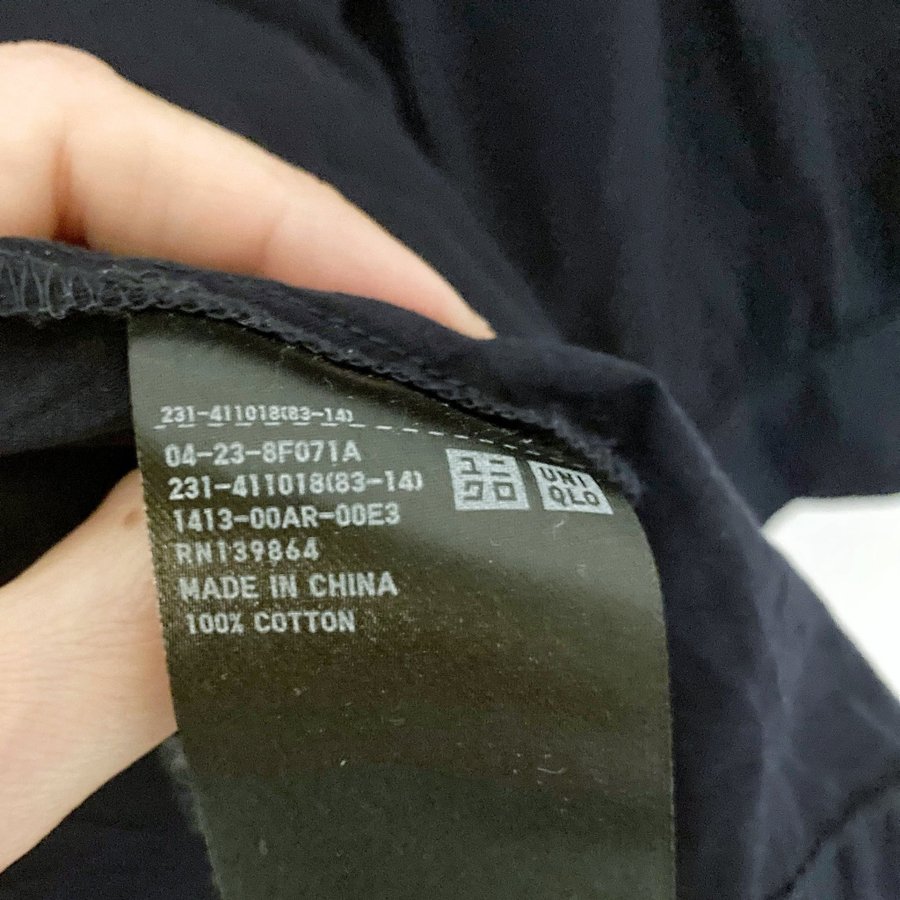 231-411018(83-14)
04-23-8F071A
231-411018(83-14)
1413-00AR-00E3
RN139864
MADE IN CHINA
100% COTTON
ユニ
クロ
UNI
QLO